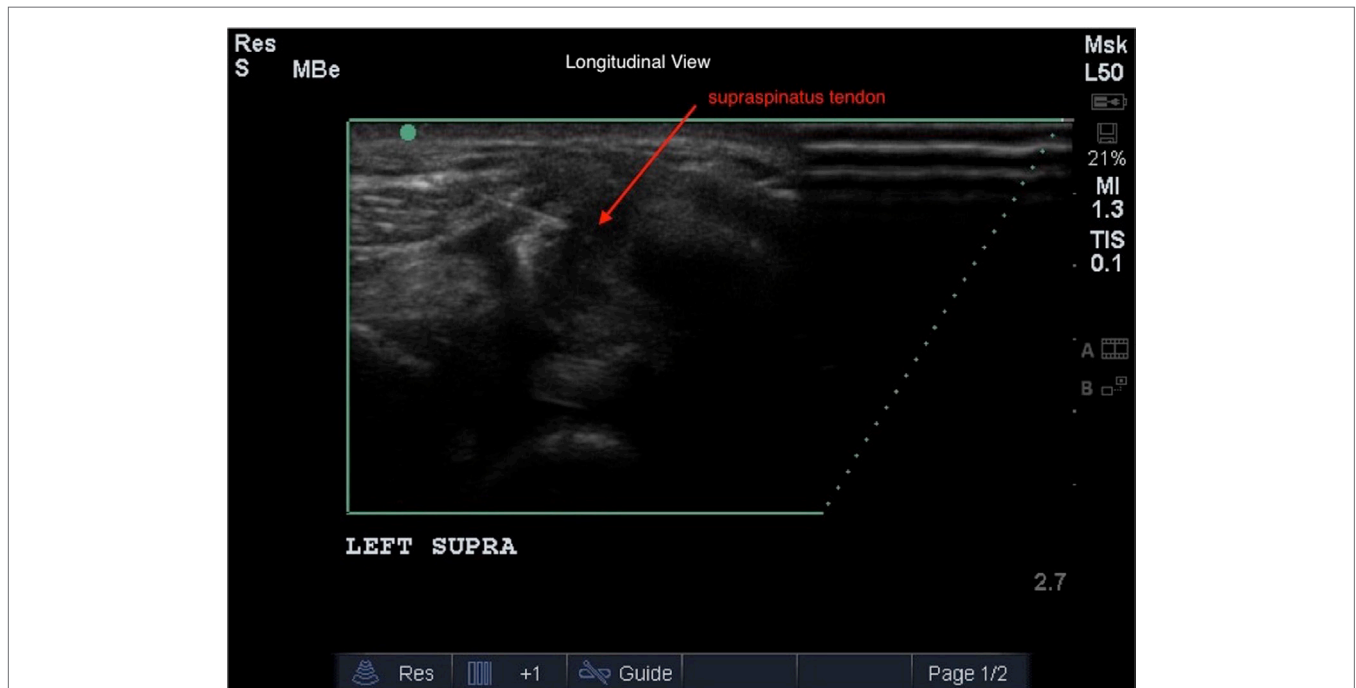 Res
S MBe
Longitudinal View
supraspinatus tendon
Msk
L50
21%
MI
1.3
TIS
0.1
A
B
LEFT SUPRA
2.7
Res +1 Guide Page 1/2